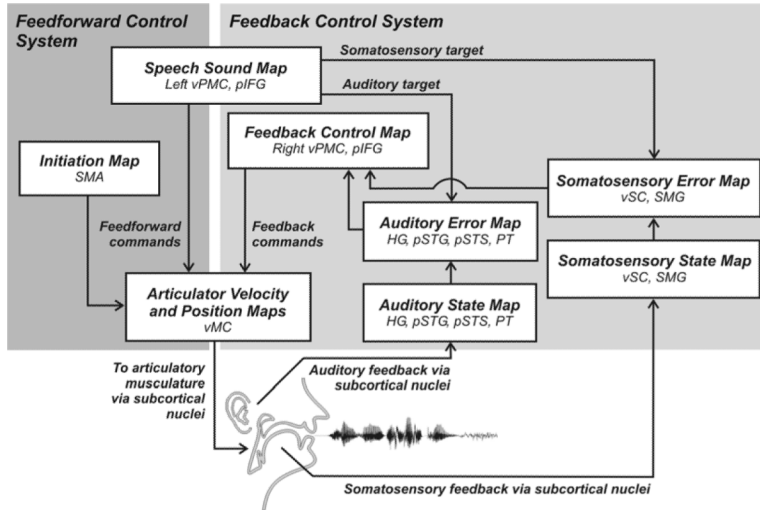 Feedforward Control
System
Feedback Control System
Speech Sound Map
Left vPMC, pIFG
Somatosensory target
Auditory target
Feedback Control Map
Right vPMC, pIFG
Initiation Map
SMA
Somatosensory Error Map
vSC, SMG
Feedforward
commands
Feedback
commands
Auditory Error Map
HG, pSTG, pSTS, PT
Somatosensory State Map
vSC, SMG
Articulator Velocity
and Position Maps
vMC
Auditory State Map
HG, pSTG, pSTS, PT
To articulatory
musculature
via subcortical
nuclei
Auditory feedback via
subcortical nuclei
Somatosensory feedback via subcortical nuclei